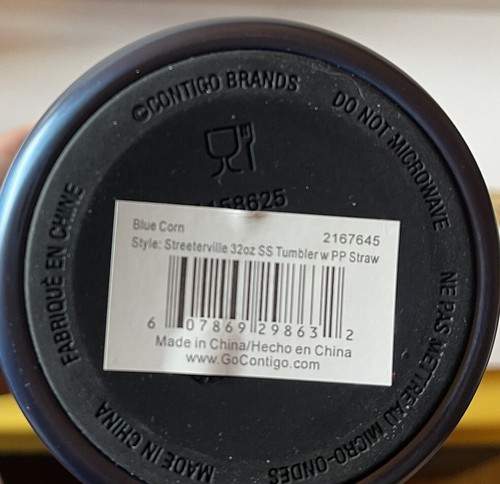 ©CONTIGO BRANDS
DO NOT MICROWAVE
NE PAS METTRE AU MICRO-ONDES
MADE IN CHINA
FABRIQUÉ EN CHINE
158625
Blue Corn
2167645
Style: Streeterville 32oz SS Tumbler w PP Straw
6 07869 29863 2
Made in China/Hecho en China
www.GoContigo.com